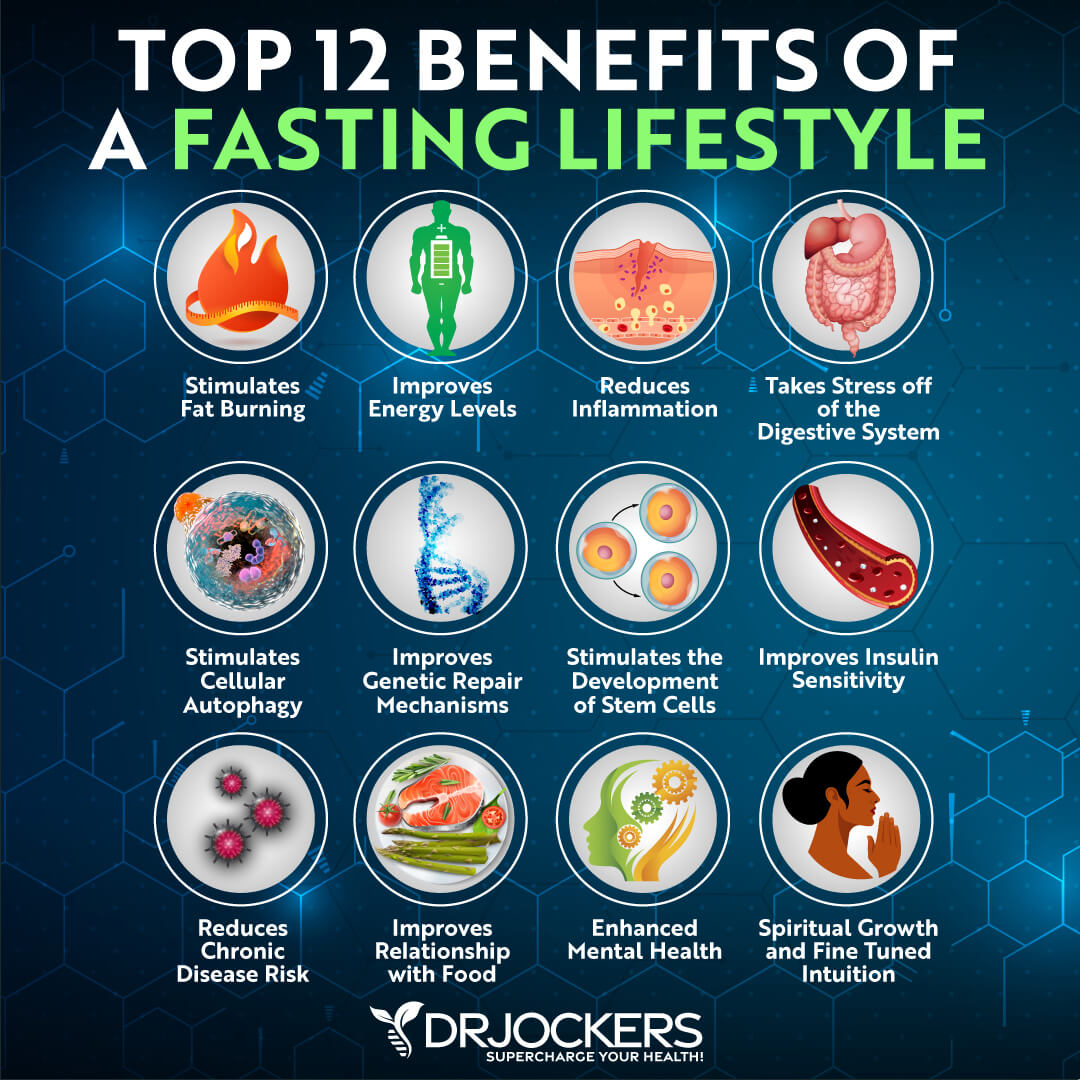 TOP 12 BENEFITS OF
A FASTING LIFESTYLE
Stimulates
Fat Burning
Improves
Energy Levels
Reduces
Inflammation
Takes Stress off
of the
Digestive System
Stimulates
Cellular
Autophagy
Improves
Genetic Repair
Mechanisms
Stimulates the
Development
of Stem Cells
Improves Insulin
Sensitivity
Reduces
Chronic
Disease Risk
Improves
Relationship
with Food
Enhanced
Mental Health
Spiritual Growth
and Fine Tuned
Intuition
DRJOCKERS
SUPERCHARGE YOUR HEALTH!